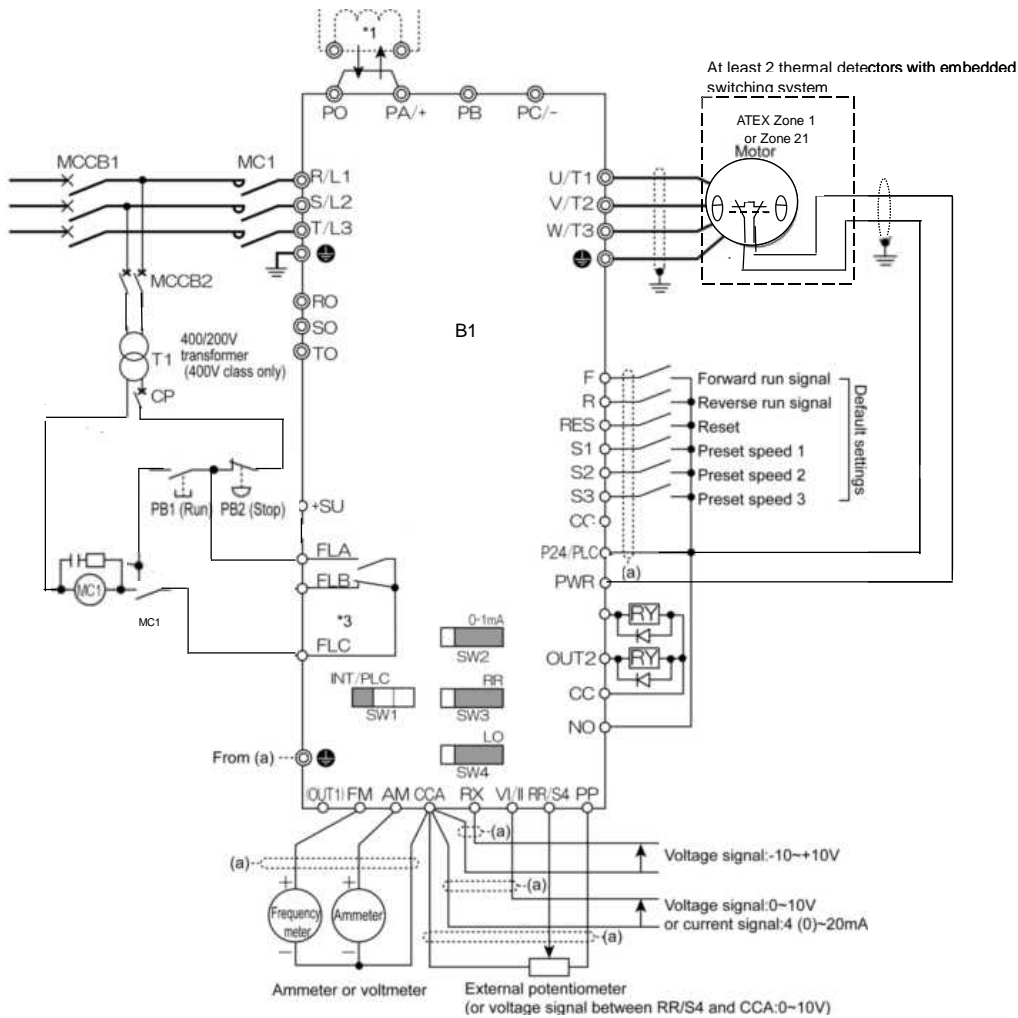 *1
At least 2 thermal detectors with embedded
switching system
PO PA/+ PB PC/-
ATEX Zone 1
or Zone 21
Motor
MCCB1 MC1
R/L1
S/L2
T/L3
U/T1
V/T2
W/T3
MCCB2
RO
SO
TO
B1
T1
400/200V
transformer
(400V class only)
CP
F
R
RES
S1
S2
S3
CC
P24/PLC
PWR
Forward run signal
Reverse run signal
Reset
Preset speed 1
Preset speed 2
Preset speed 3
Default settings
(a)
PB1 (Run) PB2 (Stop)
+SU
FLA
FLB
*3
FLC
MC1
MC1
RY
OUT2
RY
CC
NO
0-1mA
SW2
INT/PLC
SW1
RR
SW3
LO
SW4
From (a)
(OUT1) FM AM CCA RX VI/II RR/S4 PP
(a)
(a)
(a)
(a)
Voltage signal:-10~+10V
Voltage signal:0~10V
or current signal:4 (0)~20mA
+
Frequency
meter
−
+
Ammeter
−
Ammeter or voltmeter
External potentiometer
(or voltage signal between RR/S4 and CCA:0~10V)